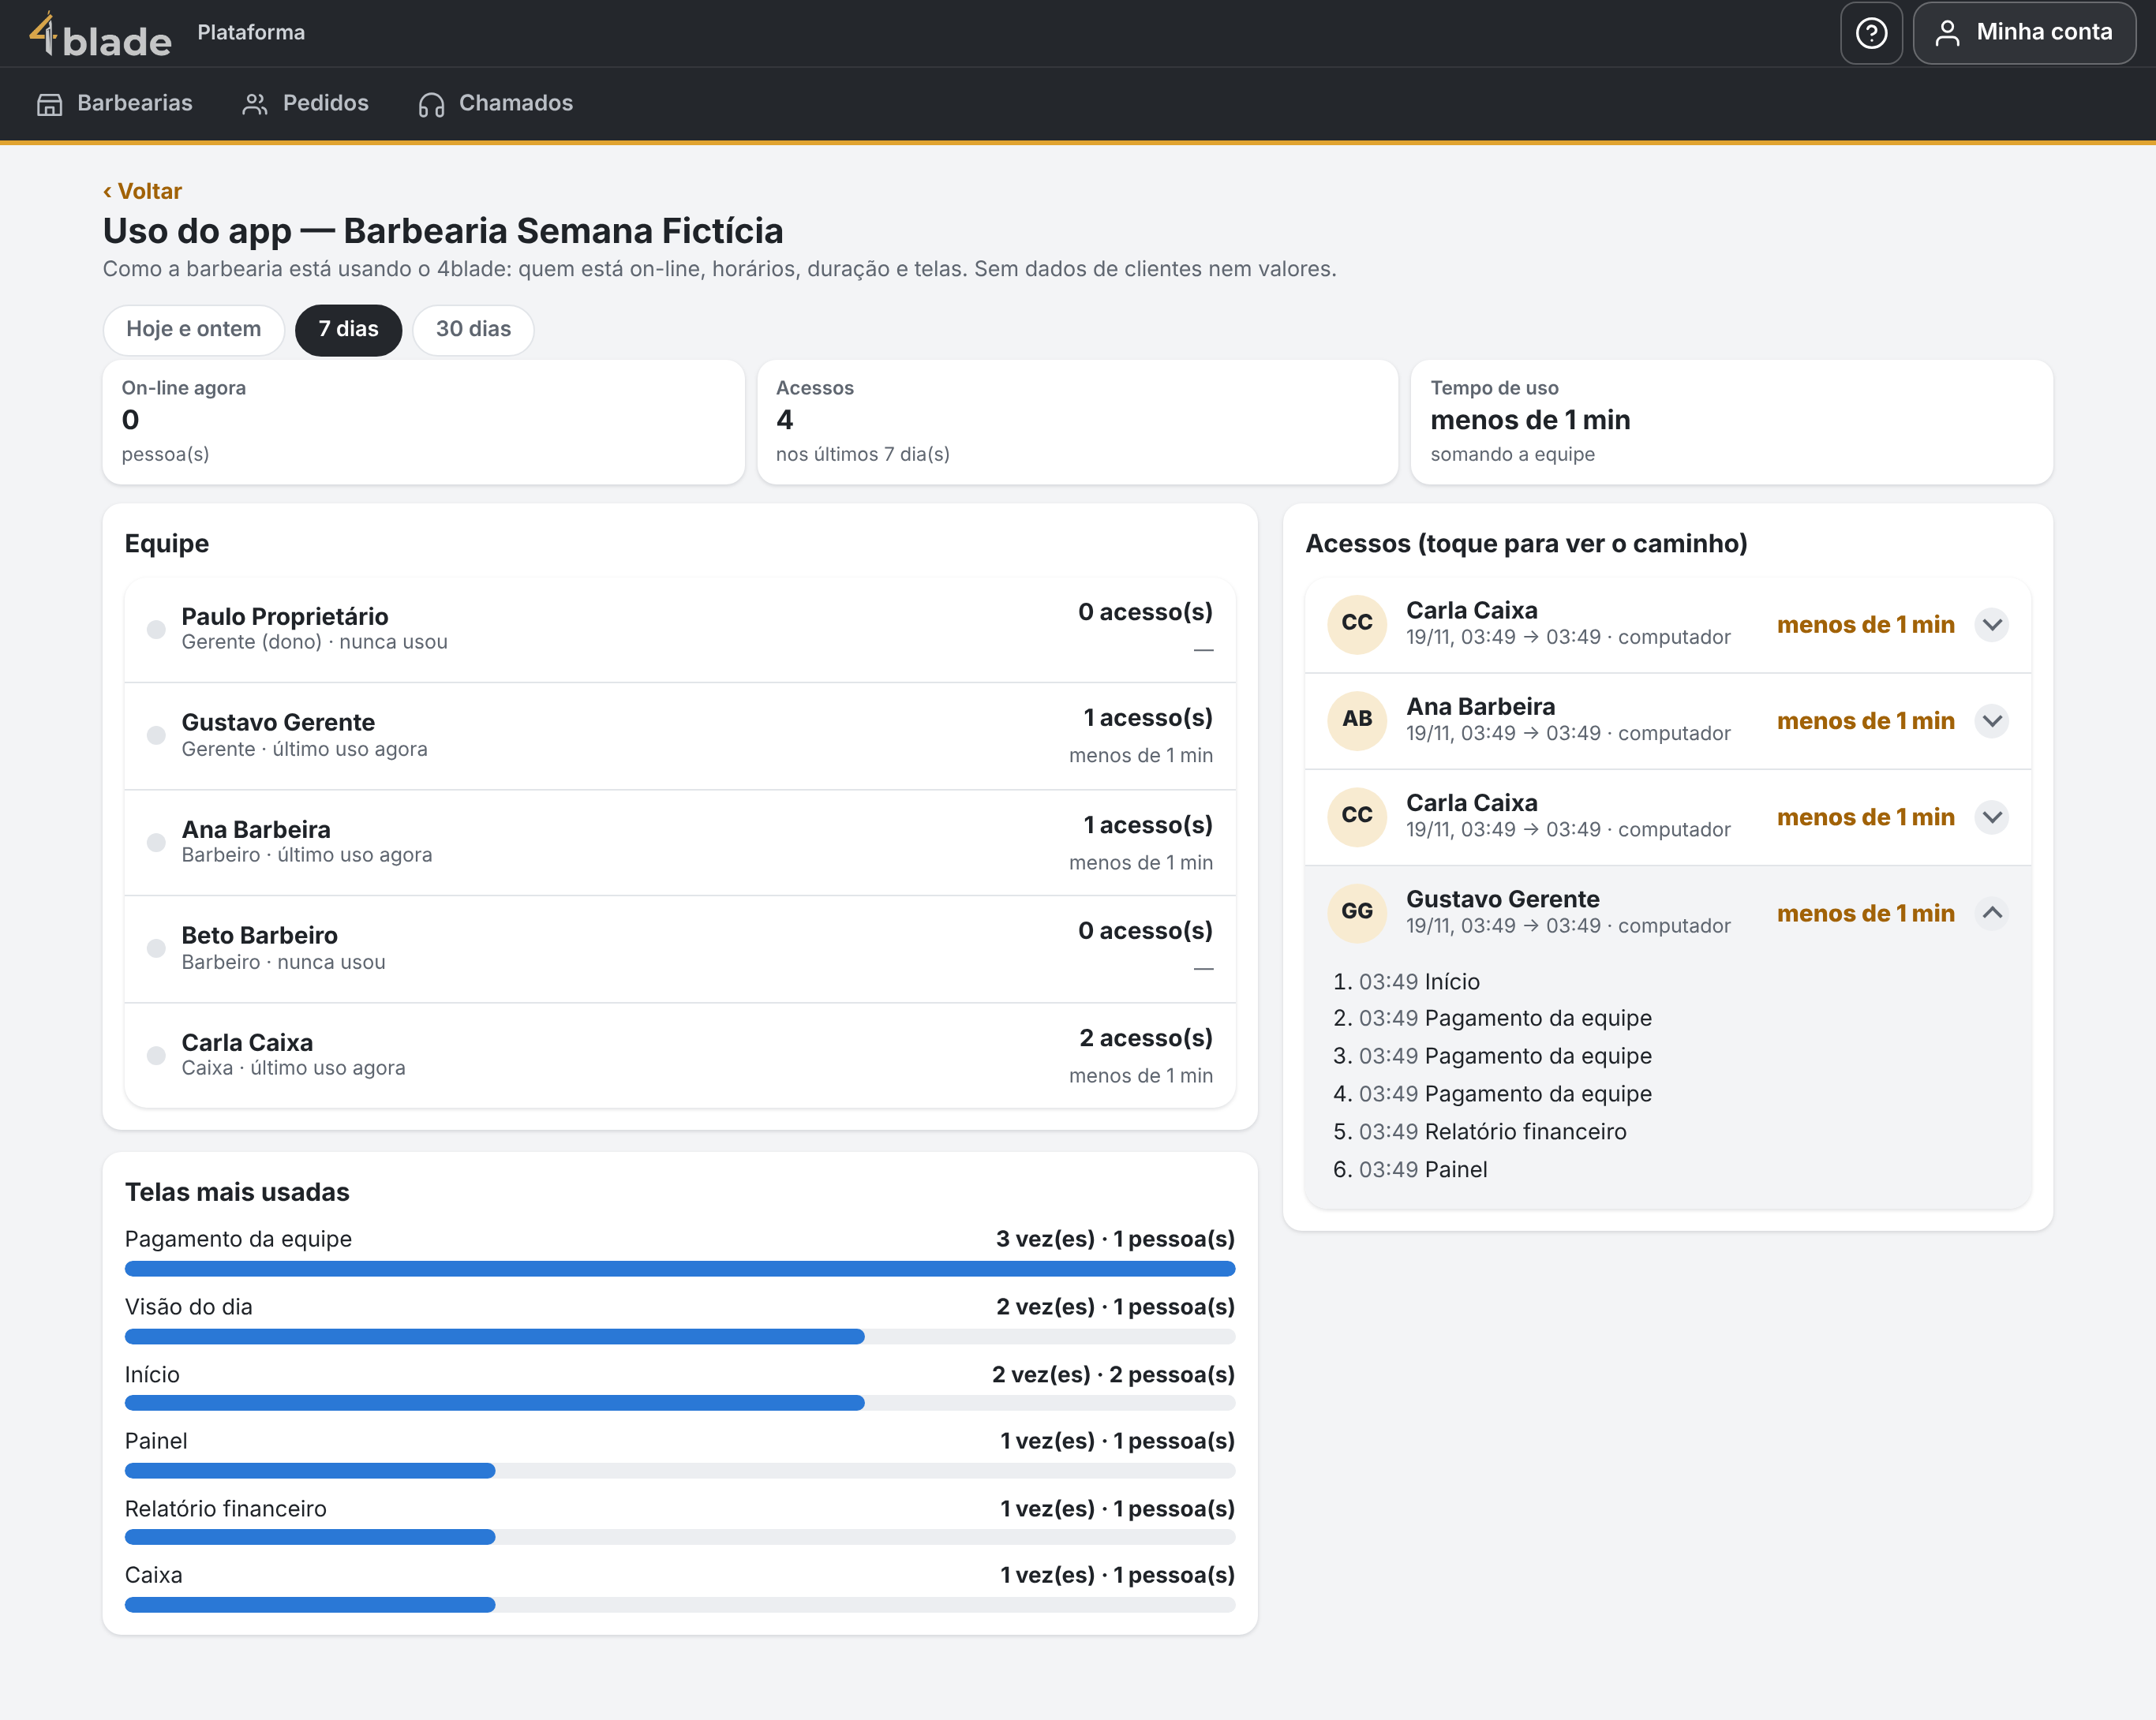 4blade Plataforma
Minha conta
Barbearias Pedidos Chamados
‹ Voltar
Uso do app — Barbearia Semana Fictícia
Como a barbearia está usando o 4blade: quem está on-line, horários, duração e telas. Sem dados de clientes nem valores.
Hoje e ontem 7 dias 30 dias
On-line agora
0
pessoa(s)
Acessos
4
nos últimos 7 dia(s)
Tempo de uso
menos de 1 min
somando a equipe
Equipe
Paulo Proprietário
Gerente (dono) · nunca usou
0 acesso(s)
—
Gustavo Gerente
Gerente · último uso agora
1 acesso(s)
menos de 1 min
Ana Barbeira
Barbeiro · último uso agora
1 acesso(s)
menos de 1 min
Beto Barbeiro
Barbeiro · nunca usou
0 acesso(s)
—
Carla Caixa
Caixa · último uso agora
2 acesso(s)
menos de 1 min
Telas mais usadas
Pagamento da equipe 3 vez(es) · 1 pessoa(s)
Visão do dia 2 vez(es) · 1 pessoa(s)
Início 2 vez(es) · 2 pessoa(s)
Painel 1 vez(es) · 1 pessoa(s)
Relatório financeiro 1 vez(es) · 1 pessoa(s)
Caixa 1 vez(es) · 1 pessoa(s)
Acessos (toque para ver o caminho)
CC
Carla Caixa
19/11, 03:49 → 03:49 · computador
menos de 1 min
AB
Ana Barbeira
19/11, 03:49 → 03:49 · computador
menos de 1 min
CC
Carla Caixa
19/11, 03:49 → 03:49 · computador
menos de 1 min
GG
Gustavo Gerente
19/11, 03:49 → 03:49 · computador
menos de 1 min
1. 03:49 Início
2. 03:49 Pagamento da equipe
3. 03:49 Pagamento da equipe
4. 03:49 Pagamento da equipe
5. 03:49 Relatório financeiro
6. 03:49 Painel